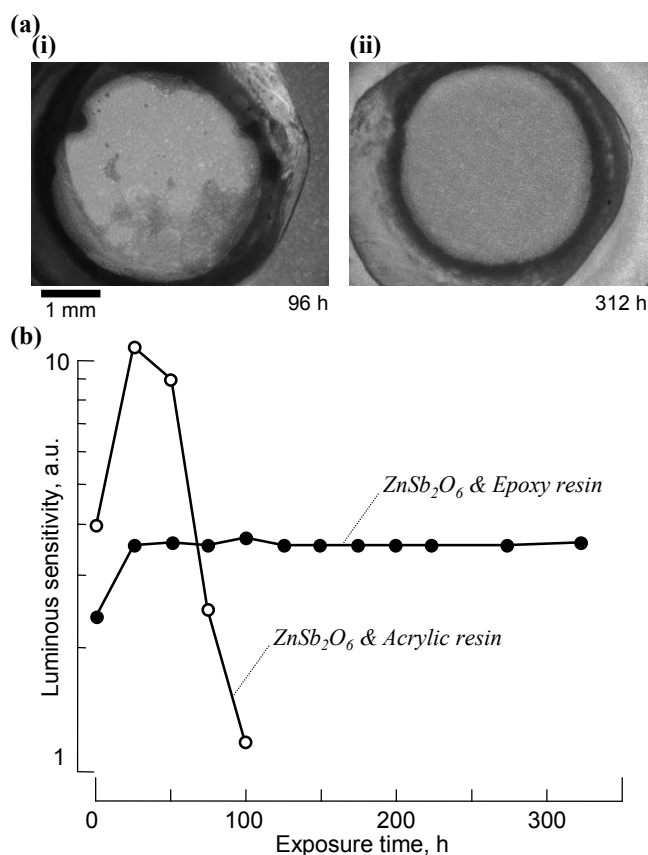 (a)
(i)
(ii)
1 mm
96 h
312 h
(b)
10
Luminous sensitivity, a.u.
ZnSb₂O₆ & Epoxy resin
ZnSb₂O₆ & Acrylic resin
1
0 100 200 300
Exposure time, h